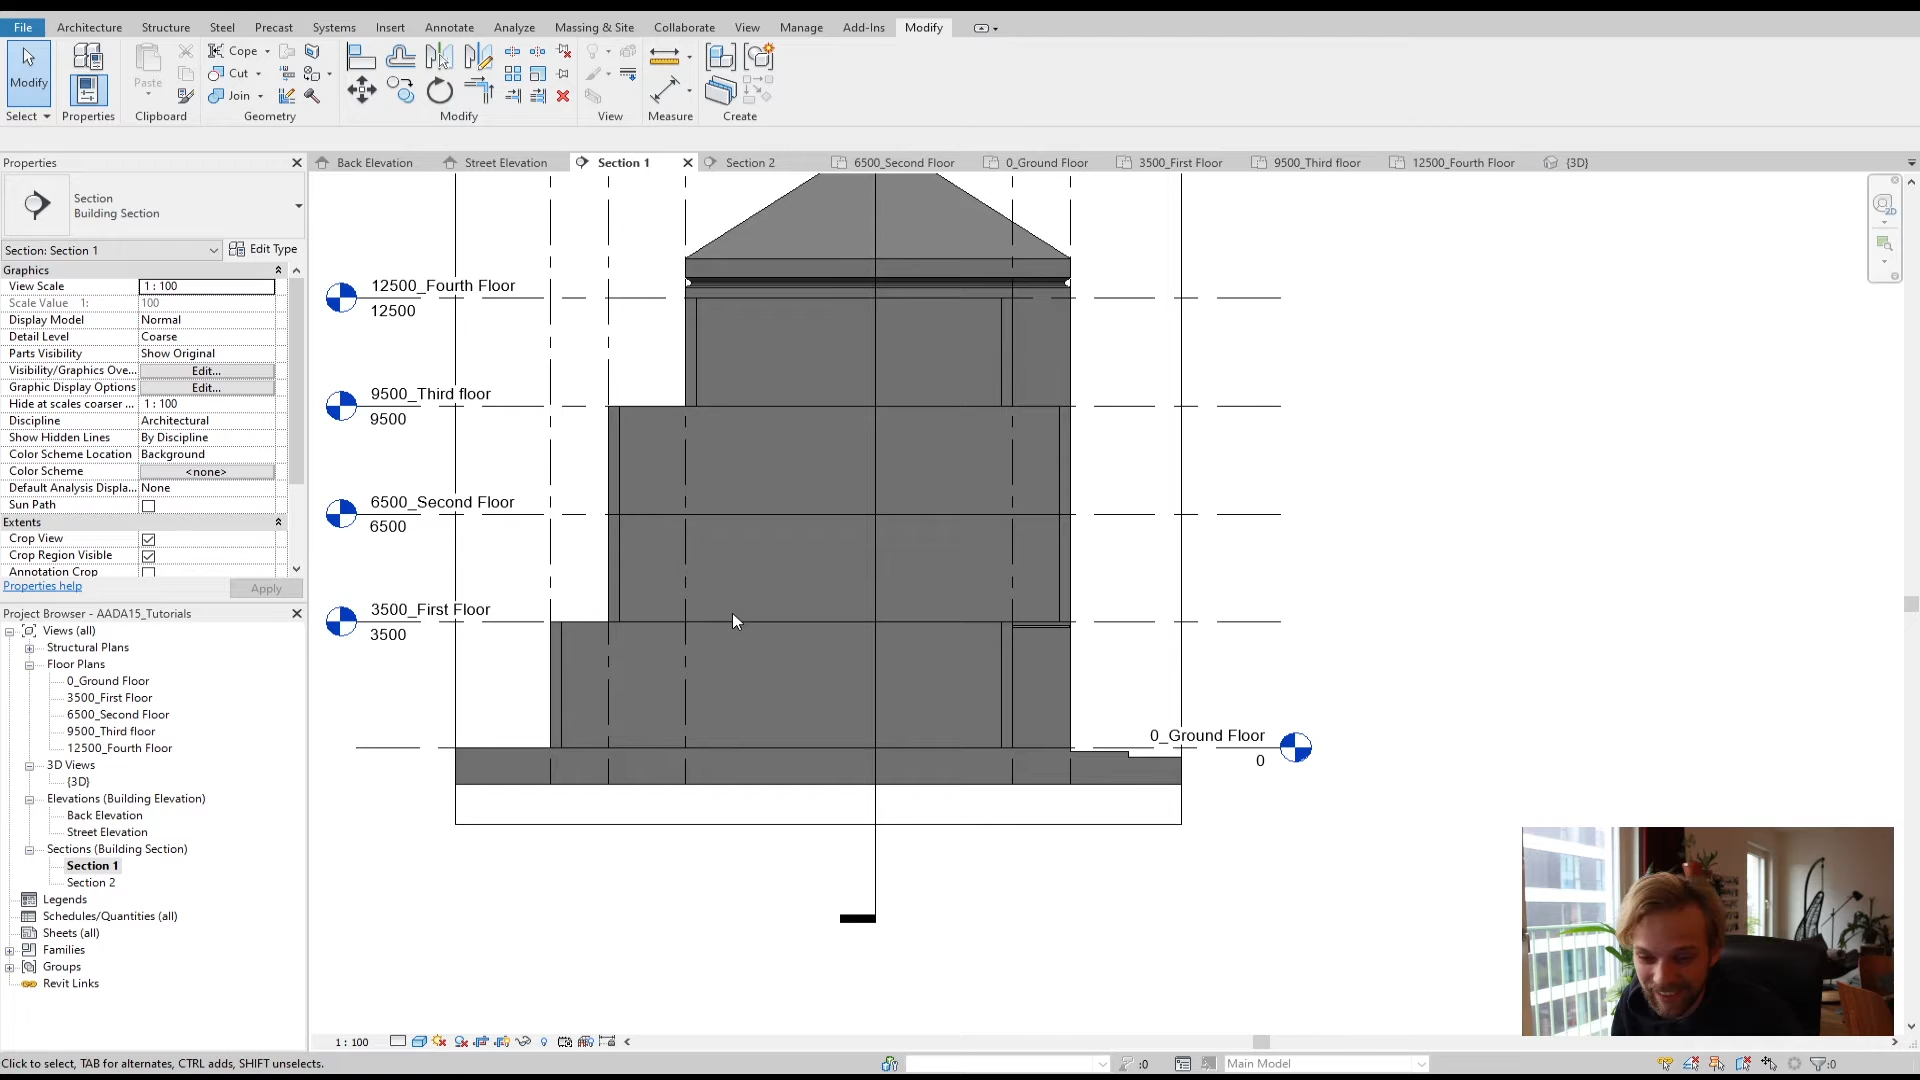 File Architecture Structure Steel Precast Systems Insert Annotate Analyze Massing & Site Collaborate View Manage Add-Ins Modify
Modify
Paste
Cope
Cut
Join
Select Properties Clipboard Geometry Modify View Measure Create
Properties
Back Elevation Street Elevation Section 1 Section 2 6500_Second Floor 0_Ground Floor 3500_First Floor 9500_Third floor 12500_Fourth Floor {3D}
Section
Building Section
Section: Section 1 Edit Type
Graphics
View Scale 1 : 100
Scale Value 1: 100
Display Model Normal
Detail Level Coarse
Parts Visibility Show Original
Visibility/Graphics Ove... Edit...
Graphic Display Options Edit...
Hide at scales coarser ... 1 : 100
Discipline Architectural
Show Hidden Lines By Discipline
Color Scheme Location Background
Color Scheme <none>
Default Analysis Displa... None
Sun Path
Extents
Crop View
Crop Region Visible
Annotation Crop
Properties help Apply
Project Browser - AADA15_Tutorials
Views (all)
Structural Plans
Floor Plans
0_Ground Floor
3500_First Floor
6500_Second Floor
9500_Third floor
12500_Fourth Floor
3D Views
{3D}
Elevations (Building Elevation)
Back Elevation
Street Elevation
Sections (Building Section)
Section 1
Section 2
Legends
Schedules/Quantities (all)
Sheets (all)
Families
Groups
Revit Links
12500_Fourth Floor
12500
9500_Third floor
9500
6500_Second Floor
6500
3500_First Floor
3500
0_Ground Floor
0
2D
1 : 100
Click to select, TAB for alternates, CTRL adds, SHIFT unselects.
:0
Main Model
:0